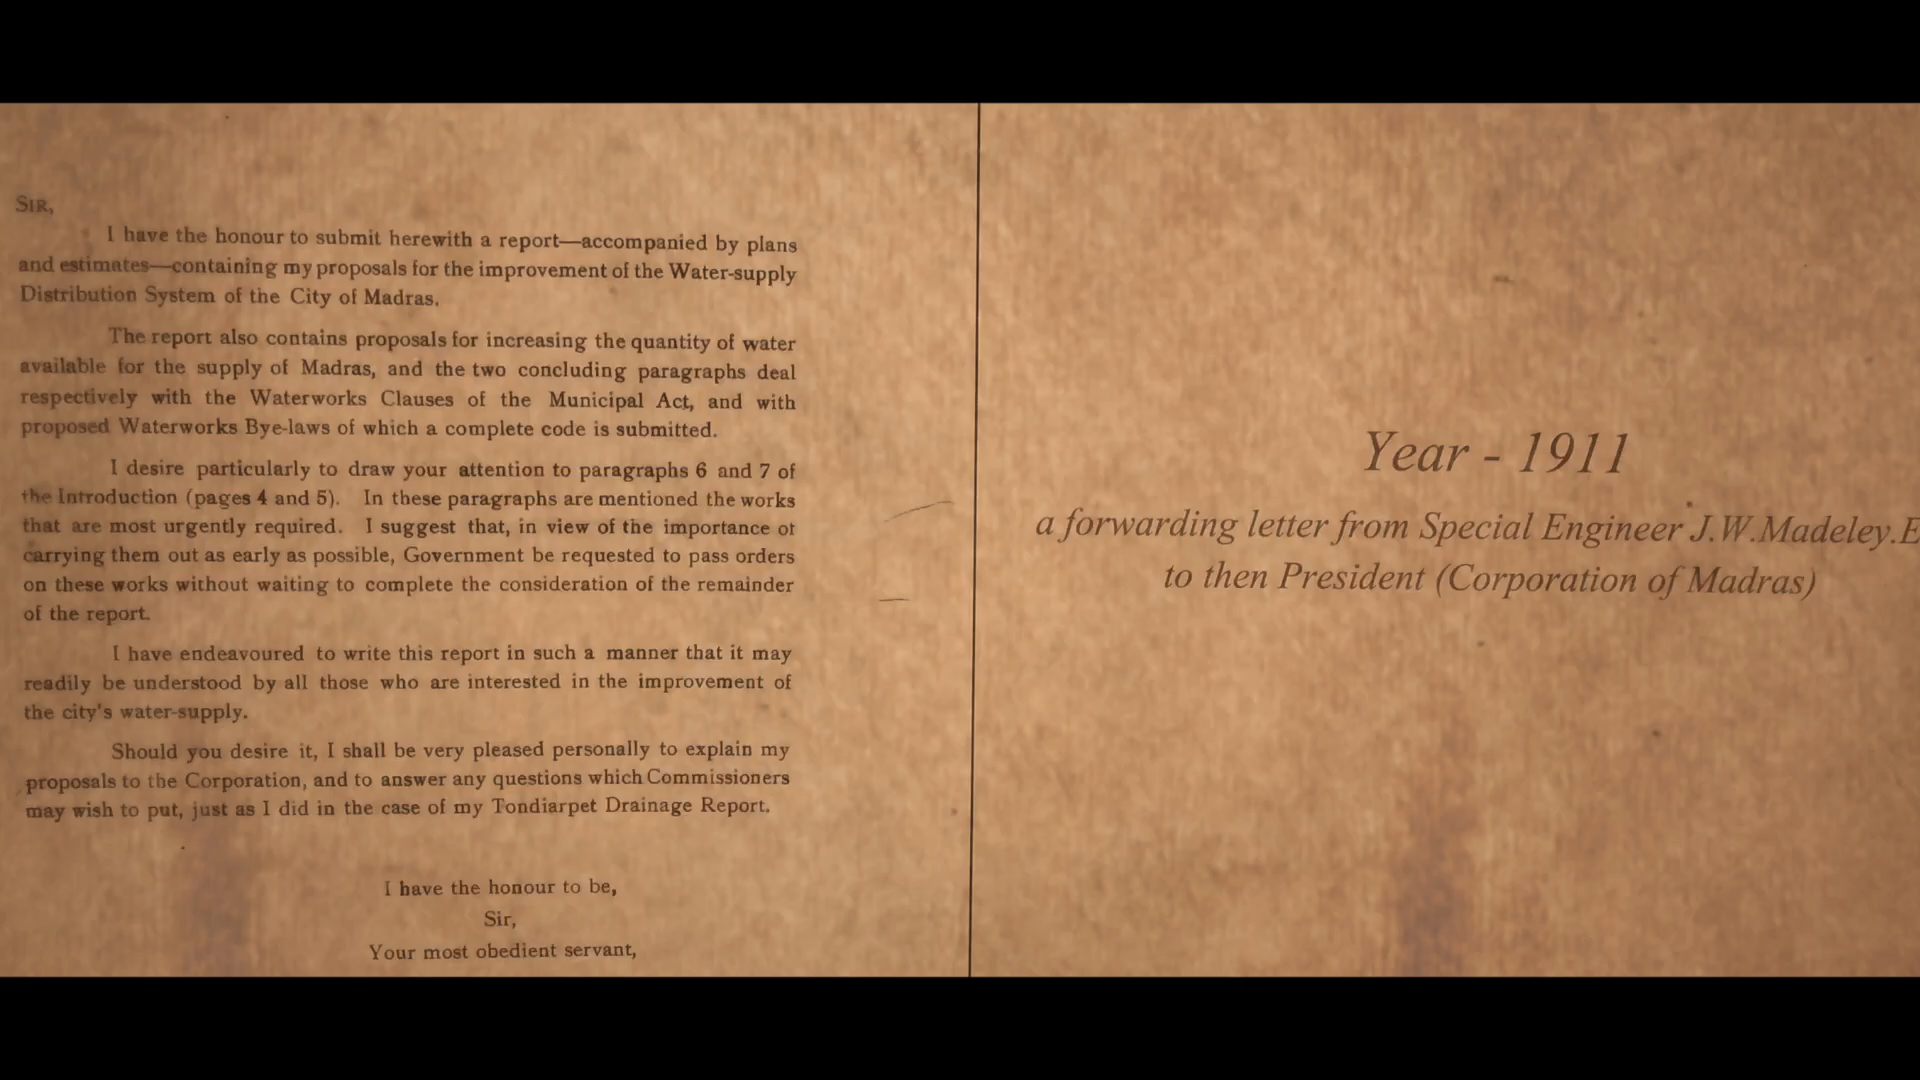 SIR,
I have the honour to submit herewith a report—accompanied by plans
and estimates—containing my proposals for the improvement of the Water-supply
Distribution System of the City of Madras.
The report also contains proposals for increasing the quantity of water
available for the supply of Madras, and the two concluding paragraphs deal
respectively with the Waterworks Clauses of the Municipal Act, and with
proposed Waterworks Bye-laws of which a complete code is submitted.
I desire particularly to draw your attention to paragraphs 6 and 7 of
the Introduction (pages 4 and 5). In these paragraphs are mentioned the works
that are most urgently required. I suggest that, in view of the importance of
carrying them out as early as possible, Government be requested to pass orders
on these works without waiting to complete the consideration of the remainder
of the report.
I have endeavoured to write this report in such a manner that it may
readily be understood by all those who are interested in the improvement of
the city's water-supply.
Should you desire it, I shall be very pleased personally to explain my
proposals to the Corporation, and to answer any questions which Commissioners
may wish to put, just as I did in the case of my Tondiarpet Drainage Report.
I have the honour to be,
Sir,
Your most obedient servant,
Year - 1911
a forwarding letter from Special Engineer J.W.Madeley.E
to then President (Corporation of Madras)